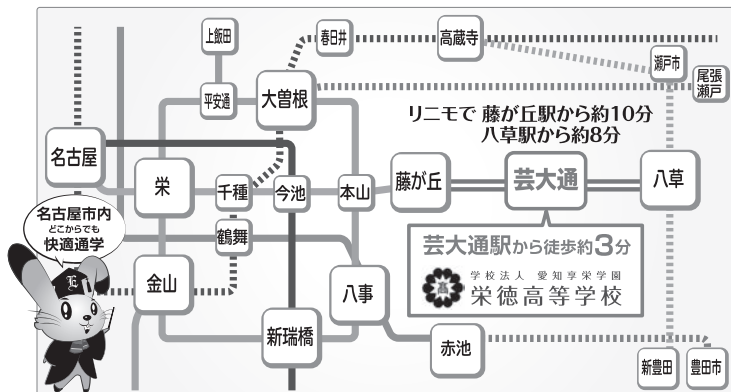 上飯田
春日井
高蔵寺
瀬戸市
尾張
瀬戸
平安通
大曽根
リニモで 藤が丘駅から約10分
八草駅から約8分
名古屋
栄
千種
今池
本山
藤が丘
芸大通
八草
名古屋市内
どこからでも
快適通学
鶴舞
芸大通駅から徒歩約3分
学校法人 愛知享栄学園
栄徳高等学校
高
E
金山
八事
新瑞橋
赤池
新豊田
豊田市